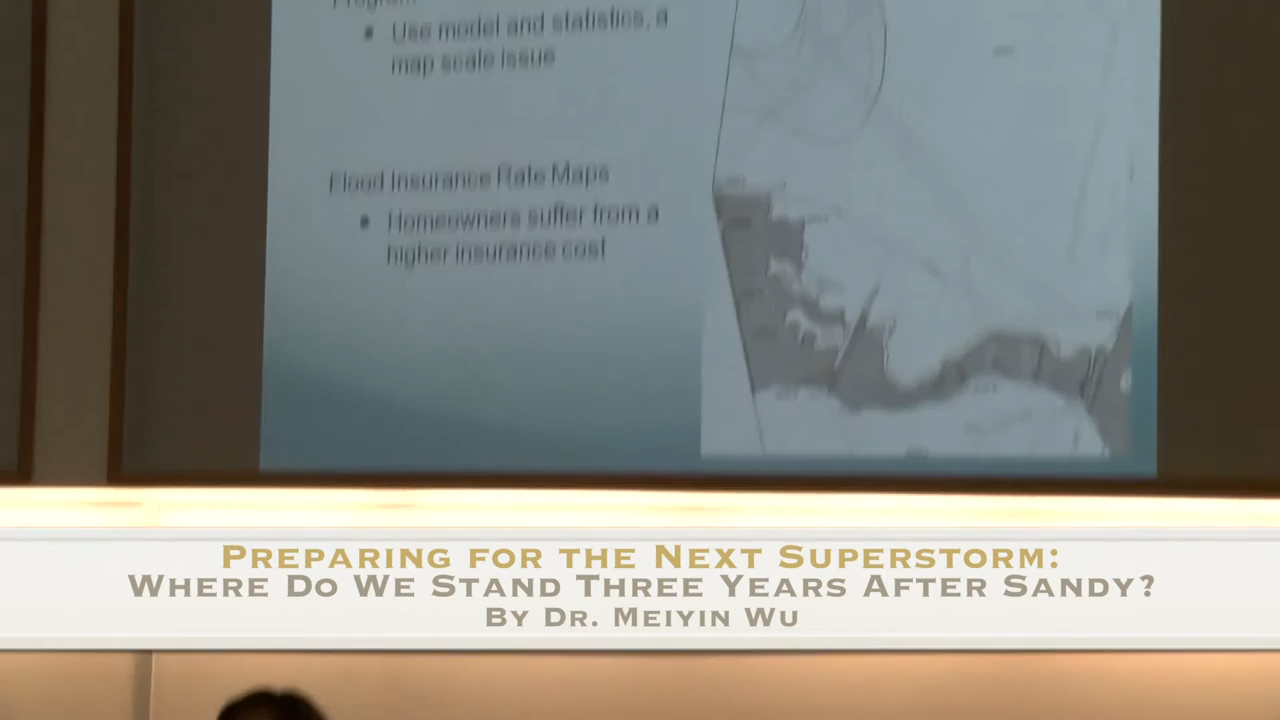 Program
• Use model and statistics, a
map scale issue
Flood Insurance Rate Maps
• Homeowners suffer from a
higher insurance cost
Preparing for the Next Superstorm:
Where Do We Stand Three Years After Sandy?
By Dr. Meiyin Wu